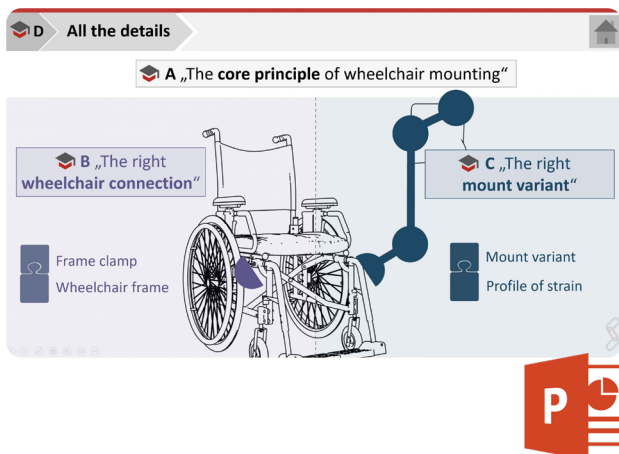 D All the details
A „The core principle of wheelchair mounting“
B „The right
wheelchair connection“
C „The right
mount variant“
Frame clamp
Wheelchair frame
Mount variant
Profile of strain
P